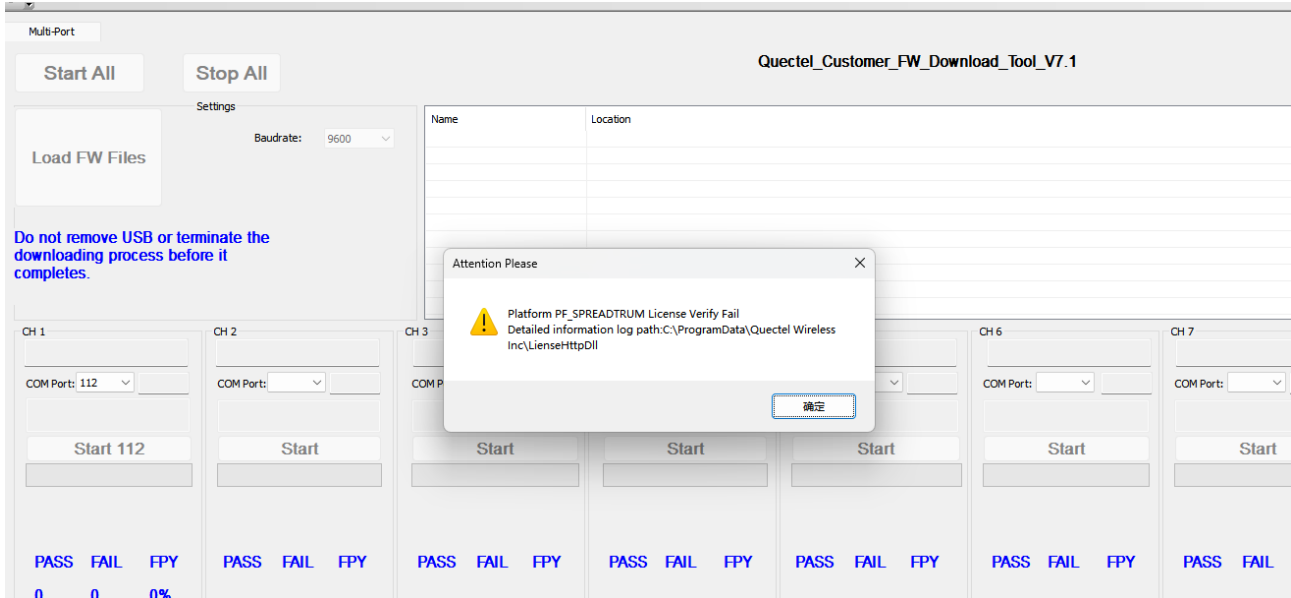 Multi-Port
Start All
Stop All
Quectel_Customer_FW_Download_Tool_V7.1
Settings
Load FW Files
Baudrate:
9600
Name
Location
Do not remove USB or terminate the
downloading process before it
completes.
Attention Please
Platform PF_SPREADTRUM License Verify Fail
Detailed information log path:C:\ProgramData\Quectel Wireless
Inc\LienseHttpDll
确定
CH 1
CH 2
CH 3
CH 6
CH 7
COM Port: 112
COM Port:
COM P
COM Port:
COM Port:
Start 112
Start
Start
Start
Start
Start
Start
PASS FAIL FPY
PASS FAIL FPY
PASS FAIL FPY
PASS FAIL FPY
PASS FAIL FPY
PASS FAIL FPY
PASS FAIL
0 0 0%